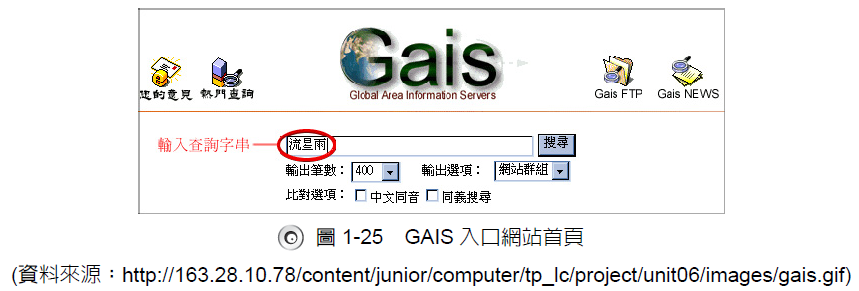 Gais
Global Area Information Servers
您的意見 熱門查詢 Gais FTP Gais NEWS
輸入查詢字串 流星雨 搜尋
輸出筆數： 400 輸出選項： 網站群組
比對選項： 中文同音 同義搜尋
圖 1-25 GAIS 入口網站首頁
(資料來源：http://163.28.10.78/content/junior/computer/tp_lc/project/unit06/images/gais.gif)